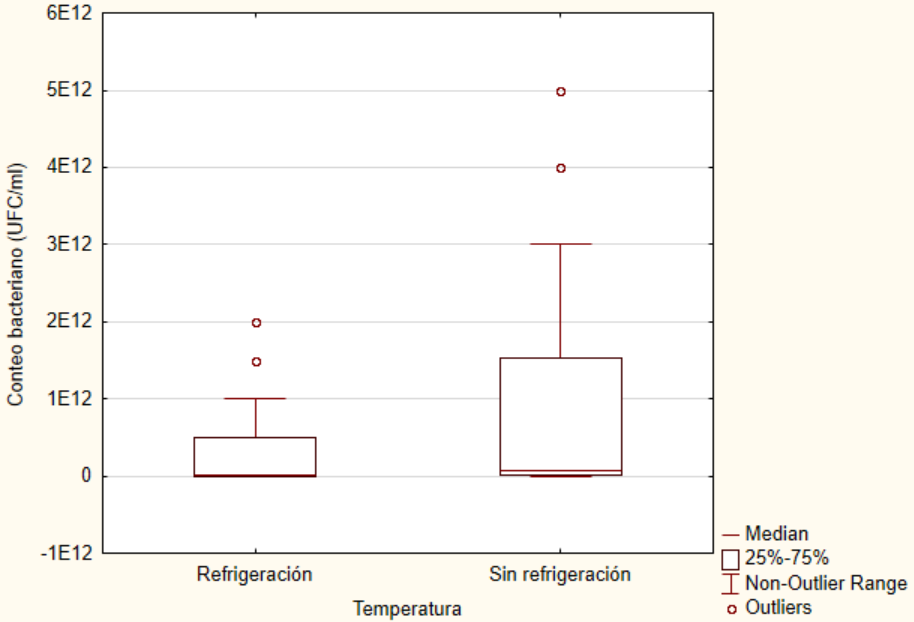 6E12
5E12
4E12
3E12
2E12
1E12
0
-1E12
Conteo bacteriano (UFC/ml)
Refrigeración
Sin refrigeración
Temperatura
Median
25%-75%
Non-Outlier Range
Outliers